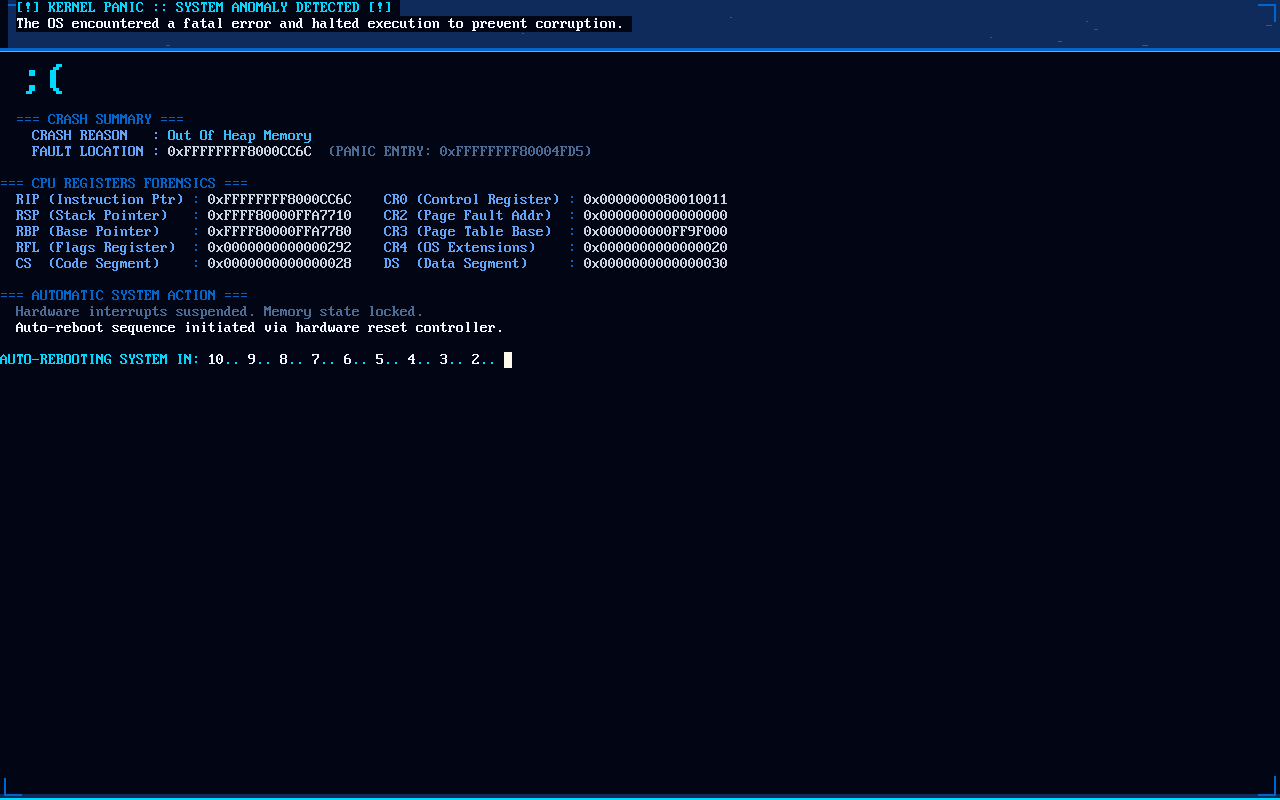 [!] KERNEL PANIC :: SYSTEM ANOMALY DETECTED [!]
The OS encountered a fatal error and halted execution to prevent corruption.
;(
=== CRASH SUMMARY ===
CRASH REASON   : Out Of Heap Memory
FAULT LOCATION : 0xFFFFFFFF8000CC6C  (PANIC ENTRY: 0xFFFFFFFF80004FD5)
=== CPU REGISTERS FORENSICS ===
RIP (Instruction Ptr) : 0xFFFFFFFF8000CC6C    CR0 (Control Register) : 0x0000000080010011
RSP (Stack Pointer)   : 0xFFFF80000FFA7710    CR2 (Page Fault Addr)  : 0x0000000000000000
RBP (Base Pointer)    : 0xFFFF80000FFA7780    CR3 (Page Table Base)  : 0x000000000FF9F000
RFL (Flags Register)  : 0x0000000000000292    CR4 (OS Extensions)    : 0x0000000000000020
CS  (Code Segment)    : 0x0000000000000028    DS  (Data Segment)     : 0x0000000000000030
=== AUTOMATIC SYSTEM ACTION ===
Hardware interrupts suspended. Memory state locked.
Auto-reboot sequence initiated via hardware reset controller.
AUTO-REBOOTING SYSTEM IN: 10.. 9.. 8.. 7.. 6.. 5.. 4.. 3.. 2..